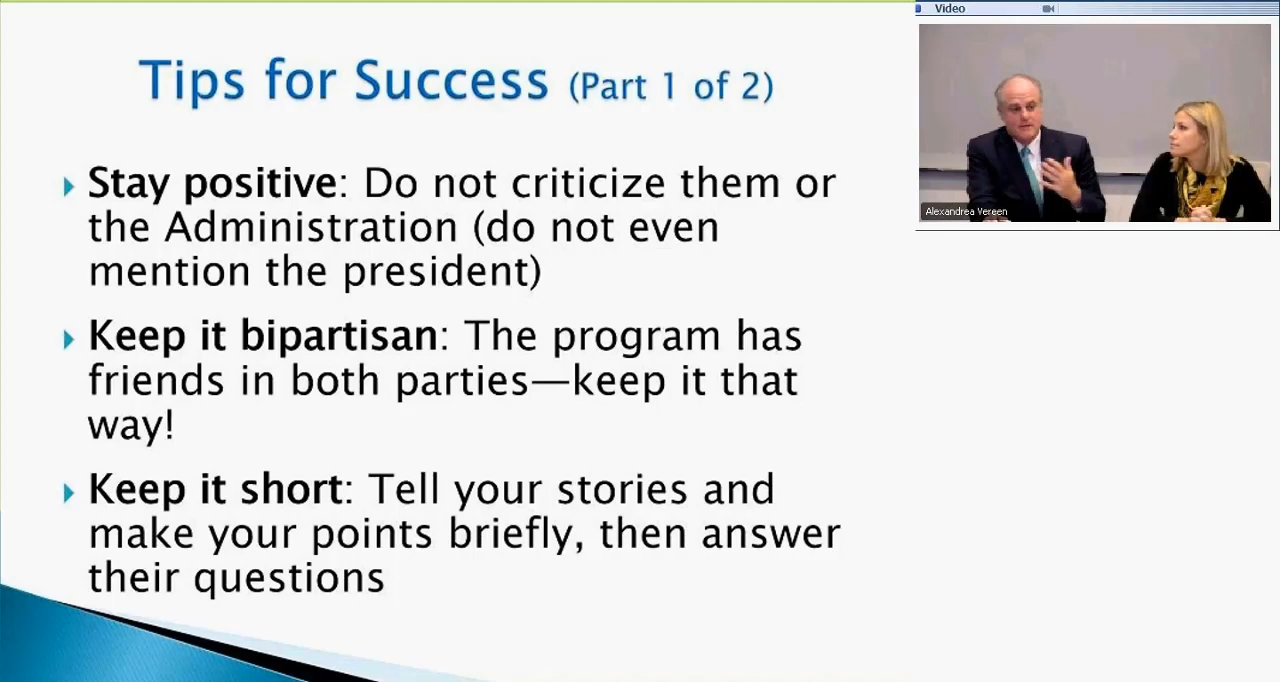 Tips for Success (Part 1 of 2)
Stay positive: Do not criticize them or
the Administration (do not even
mention the president)
Keep it bipartisan: The program has
friends in both parties—keep it that
way!
Keep it short: Tell your stories and
make your points briefly, then answer
their questions
Video
Alexandrea Vereen